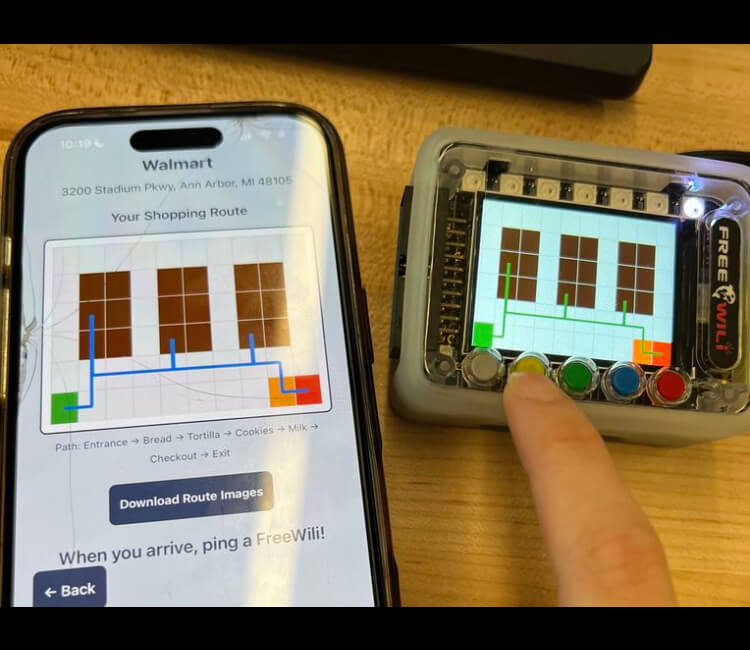 10:19
Walmart
3200 Stadium Pkwy, Ann Arbor, MI 48105
Your Shopping Route
Path: Entrance → Bread → Tortilla → Cookies → Milk →
Checkout → Exit
Download Route Images
When you arrive, ping a FreeWili!
← Back
FREE WILI